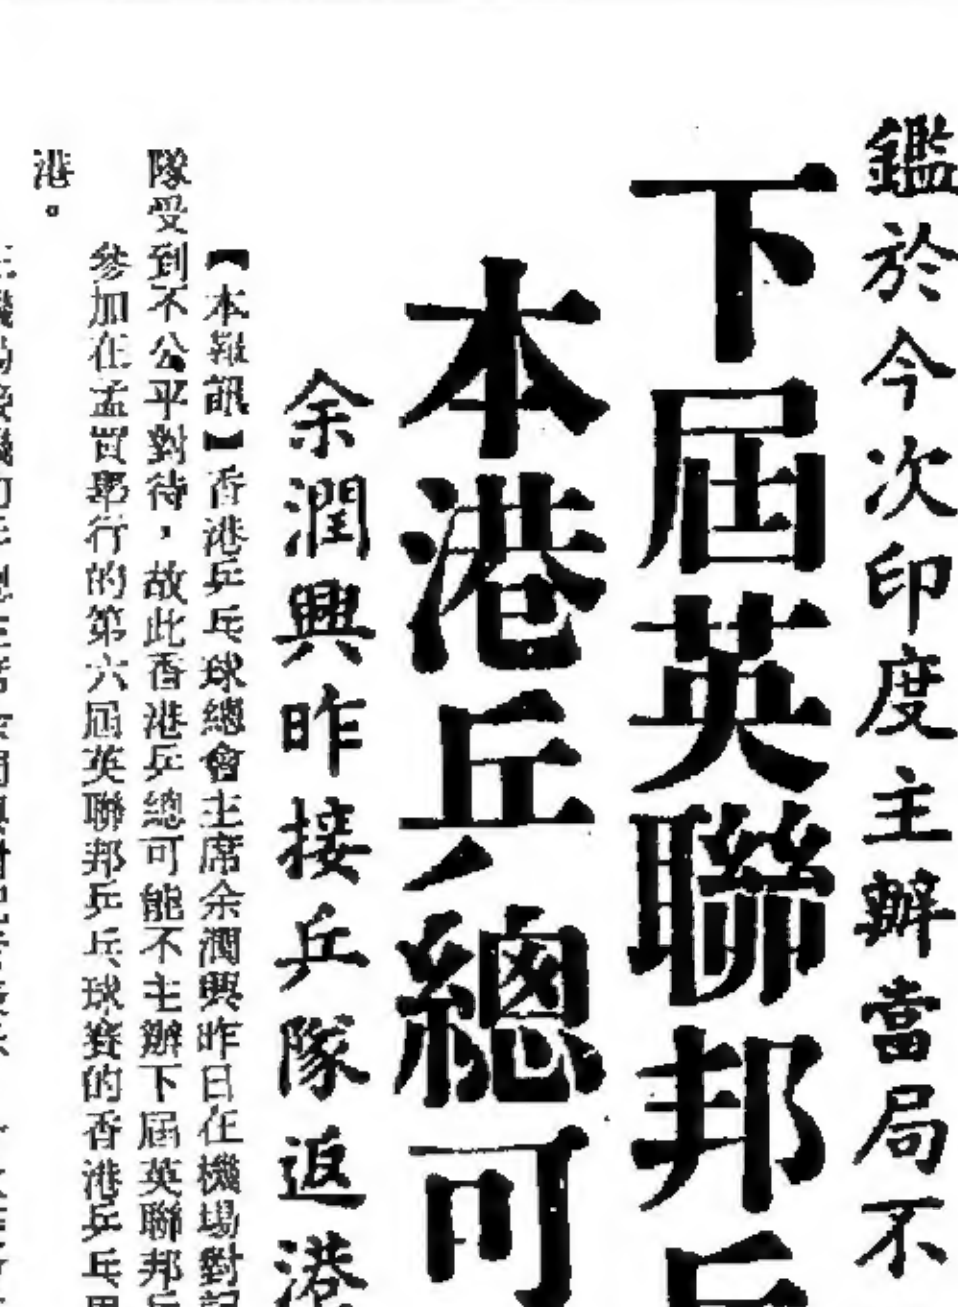 鑑於今次印度主辦當局不
下屆英聯邦乒
本港乒總可
余潤興昨接乒隊返港
【本報訊】香港乒乓球總會主席余潤興昨日在機場對記
隊受到不公平對待，故此香港乒總可能不主辦下屆英聯邦乒
參加在孟買舉行的第六屆英聯邦乒乓球賽的香港乒乓男
港。